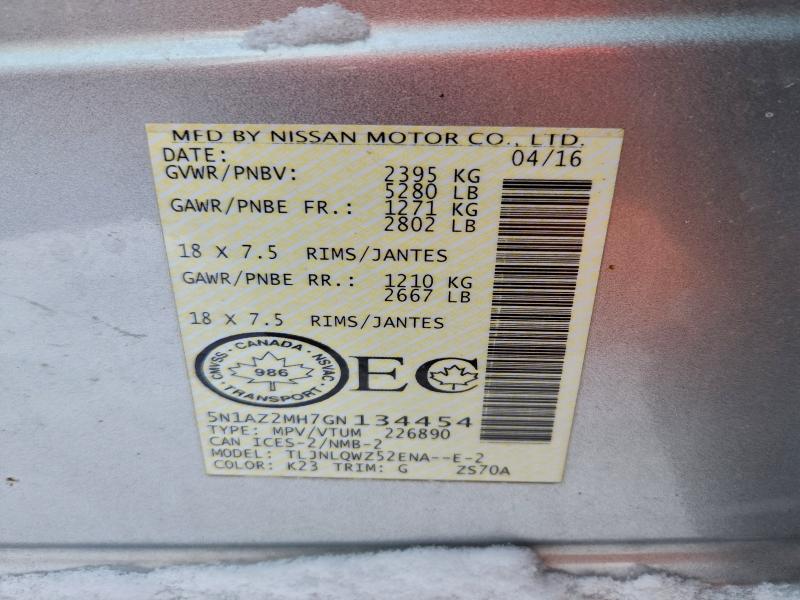 MFD BY NISSAN MOTOR CO., LTD.
DATE: 04/16
GVWR/PNBV: 2395 KG
5280 LB
GAWR/PNBE FR.: 1271 KG
2802 LB
18 X 7.5 RIMS/JANTES
GAWR/PNBE RR.: 1210 KG
2667 LB
18 X 7.5 RIMS/JANTES
CMVSS · CANADA · NSVAC
986
TRANSPORT
EC
5N1AZ2MH7GN134454
TYPE: MPV/VTUM 226890
CAN ICES-2/NMB-2
MODEL: TLJNLQWZ52ENA--E-2
COLOR: K23 TRIM: G ZS70A